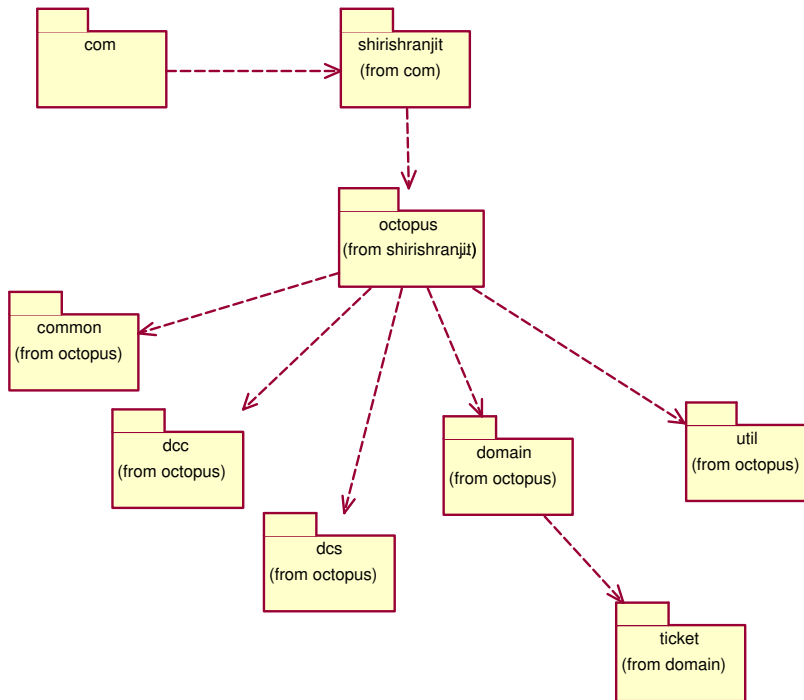 com
shirishranjit
(from com)
octopus
(from shirishranjit)
common
(from octopus)
dcc
(from octopus)
domain
(from octopus)
util
(from octopus)
dcs
(from octopus)
ticket
(from domain)